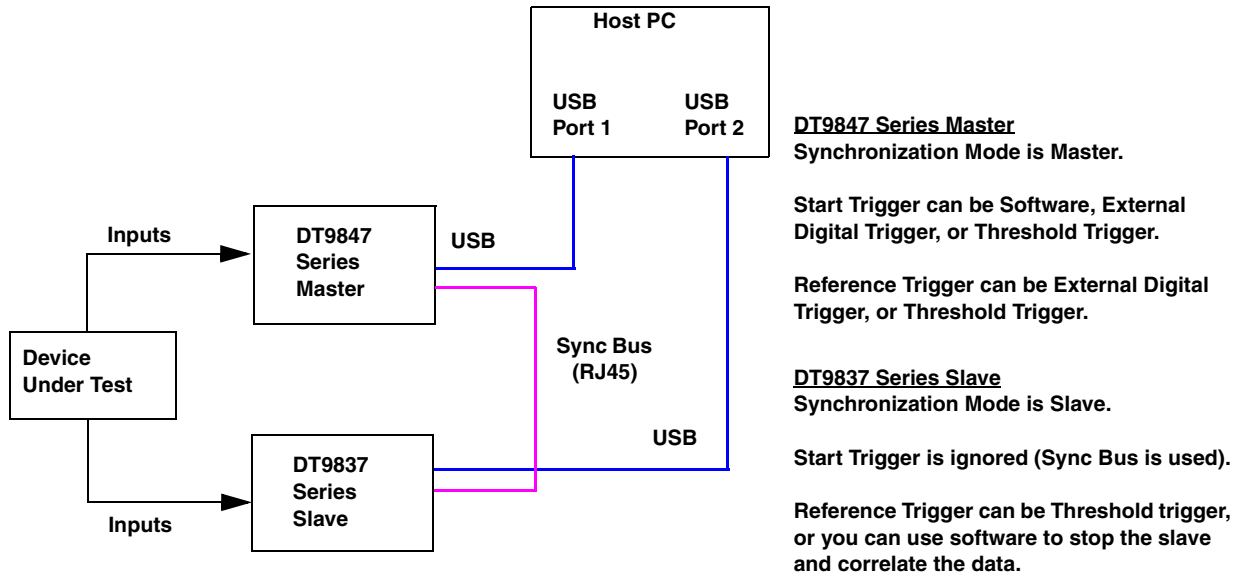 Host PC
USB
Port 1
USB
Port 2
Inputs
DT9847
Series
Master
USB
Device
Under Test
Sync Bus
(RJ45)
DT9837
Series
Slave
USB
Inputs
DT9847 Series Master
Synchronization Mode is Master.
Start Trigger can be Software, External
Digital Trigger, or Threshold Trigger.
Reference Trigger can be External Digital
Trigger, or Threshold Trigger.
DT9837 Series Slave
Synchronization Mode is Slave.
Start Trigger is ignored (Sync Bus is used).
Reference Trigger can be Threshold trigger,
or you can use software to stop the slave
and correlate the data.